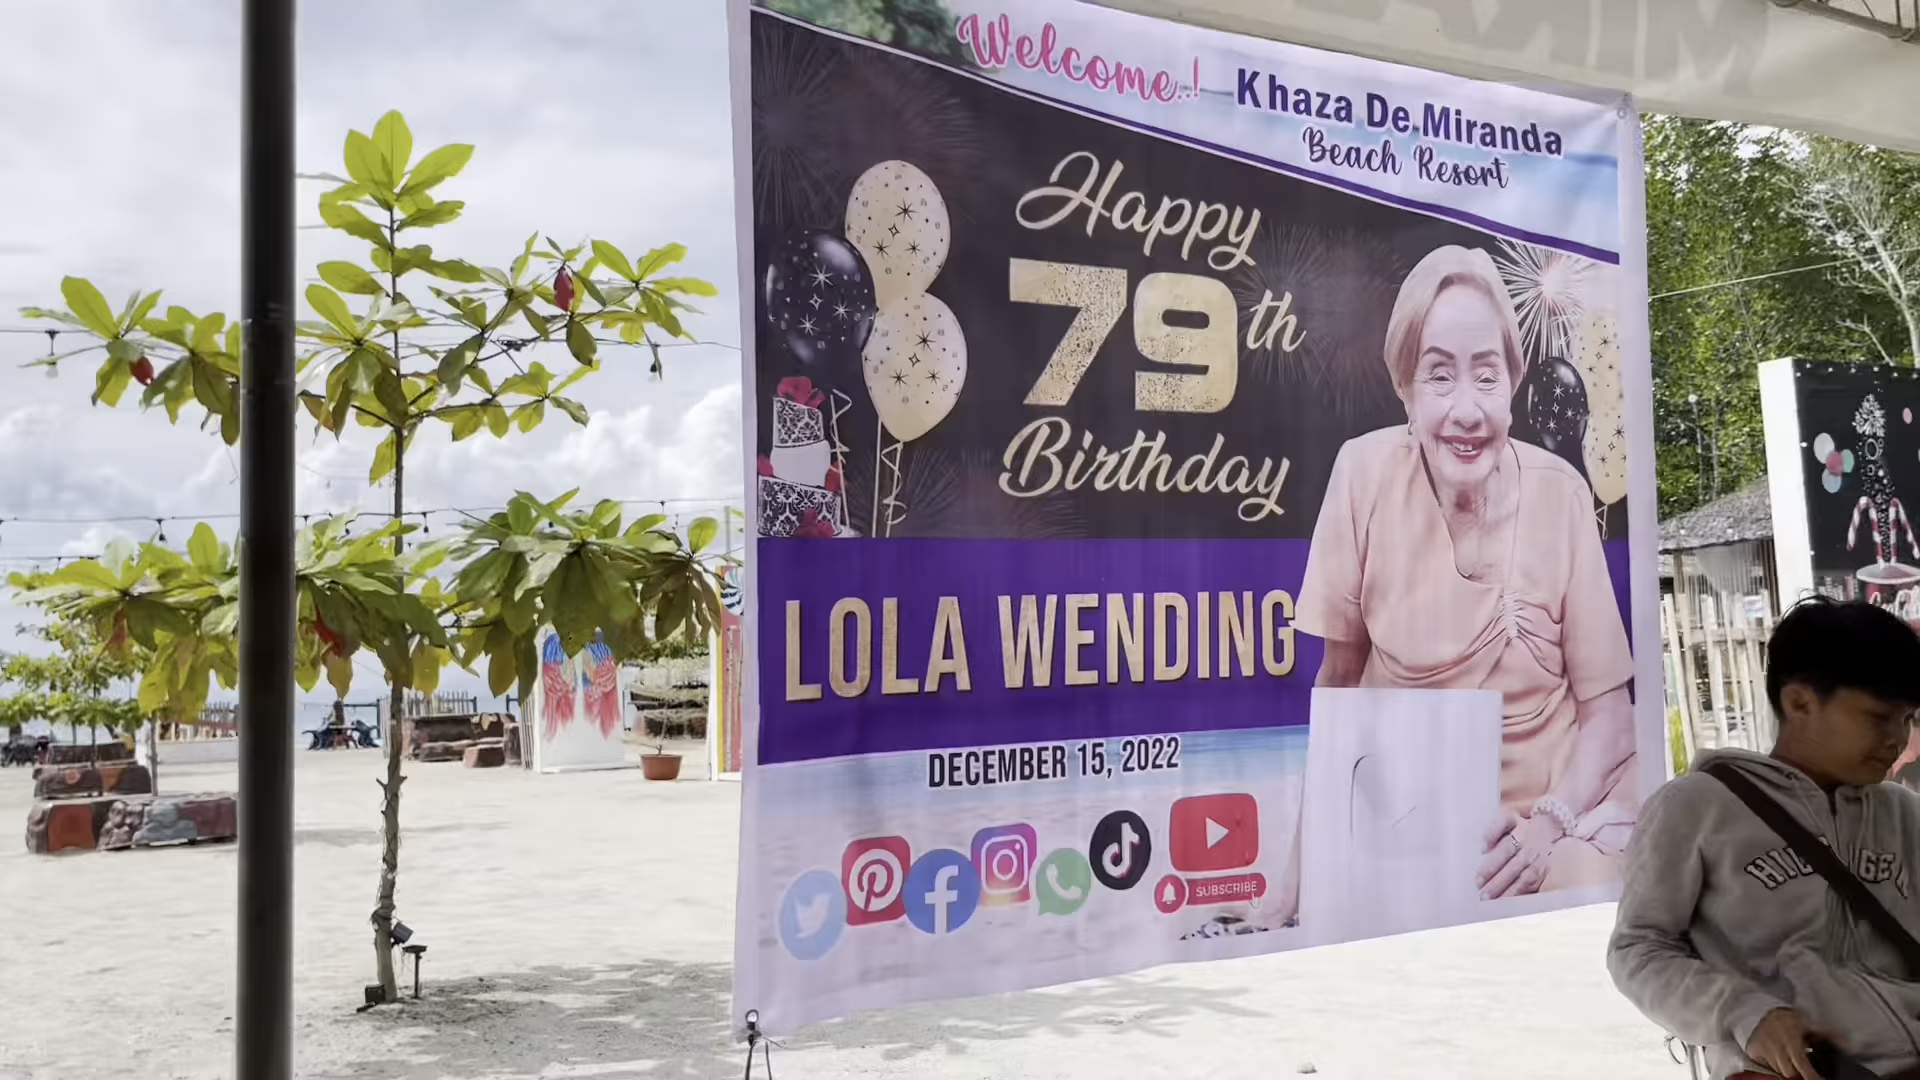 Welcome..!
Khaza De Miranda
Beach Resort
Happy
79th
Birthday
LOLA WENDING
DECEMBER 15, 2022
SUBSCRIBE